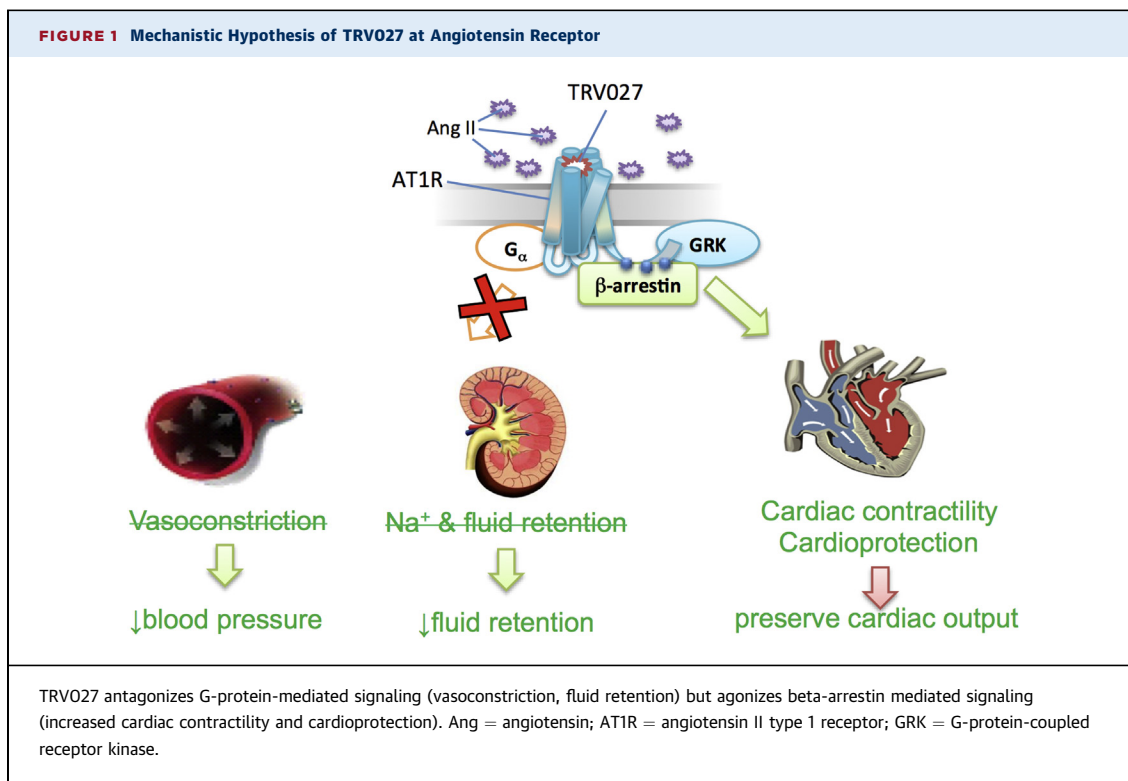 FIGURE 1 Mechanistic Hypothesis of TRV027 at Angiotensin Receptor
TRV027
Ang II
AT1R
Gα
GRK
β-arrestin
Vasoconstriction
Na⁺ & fluid retention
Cardiac contractility
Cardioprotection
↓blood pressure
↓fluid retention
preserve cardiac output
TRV027 antagonizes G-protein-mediated signaling (vasoconstriction, fluid retention) but agonizes beta-arrestin mediated signaling
(increased cardiac contractility and cardioprotection). Ang = angiotensin; AT1R = angiotensin II type 1 receptor; GRK = G-protein-coupled
receptor kinase.